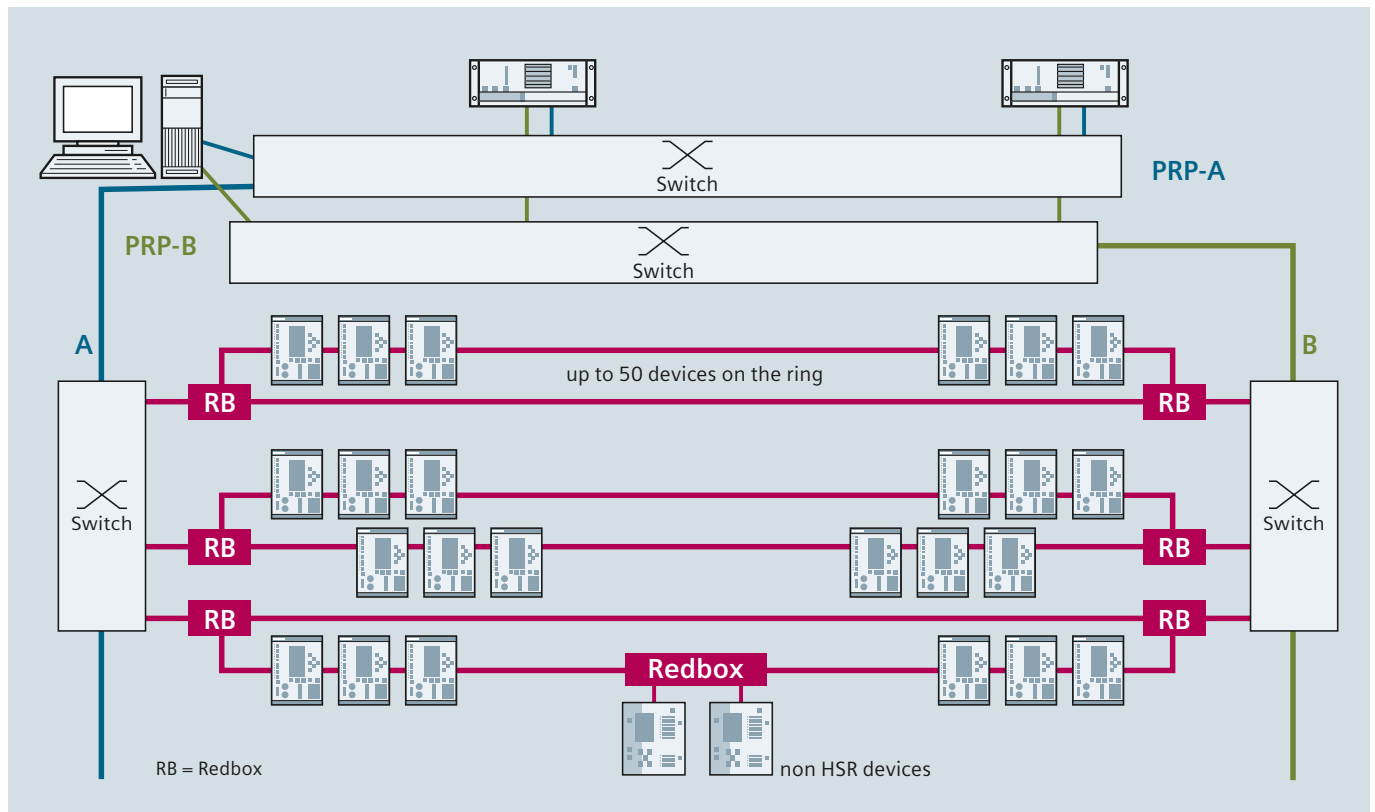 Switch
PRP-A
PRP-B
Switch
A
B
up to 50 devices on the ring
RB
RB
Switch
Switch
RB
RB
RB
RB
Redbox
RB = Redbox
non HSR devices